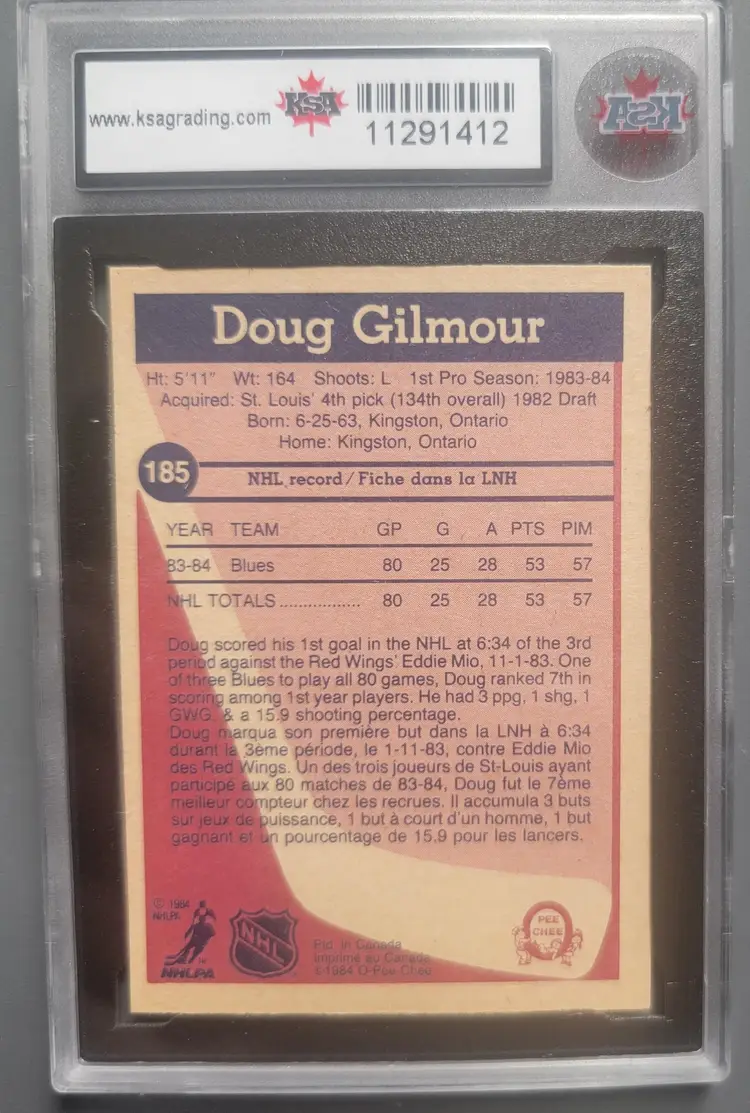 www.ksagrading.com
KSA
11291412
KSA
Doug Gilmour
Ht: 5'11" Wt: 164 Shoots: L 1st Pro Season: 1983-84
Acquired: St. Louis' 4th pick (134th overall) 1982 Draft
Born: 6-25-63, Kingston, Ontario
Home: Kingston, Ontario
185
NHL record/Fiche dans la LNH
YEAR TEAM GP G A PTS PIM
83-84 Blues 80 25 28 53 57
NHL TOTALS ................. 80 25 28 53 57
Doug scored his 1st goal in the NHL at 6:34 of the 3rd
period against the Red Wings' Eddie Mio, 11-1-83. One
of three Blues to play all 80 games, Doug ranked 7th in
scoring among 1st year players. He had 3 ppg, 1 shg, 1
GWG, & a 15.9 shooting percentage.
Doug marqua son première but dans la LNH à 6:34
durant la 3ème période, le 1-11-83, contre Eddie Mio
des Red Wings. Un des trois joueurs de St-Louis ayant
participé aux 80 matches de 83-84, Doug fut le 7ème
meilleur compteur chez les recrues. Il accumula 3 buts
sur jeux de puissance, 1 but à court d'un homme, 1 but
gagnant et un pourcentage de 15.9 pour les lancers.
© 1984
NHLPA
NHLPA
NHL
Ptd. in Canada
Imprimé au Canada
©1984 O-Pee-Chee
PEE
CHEE